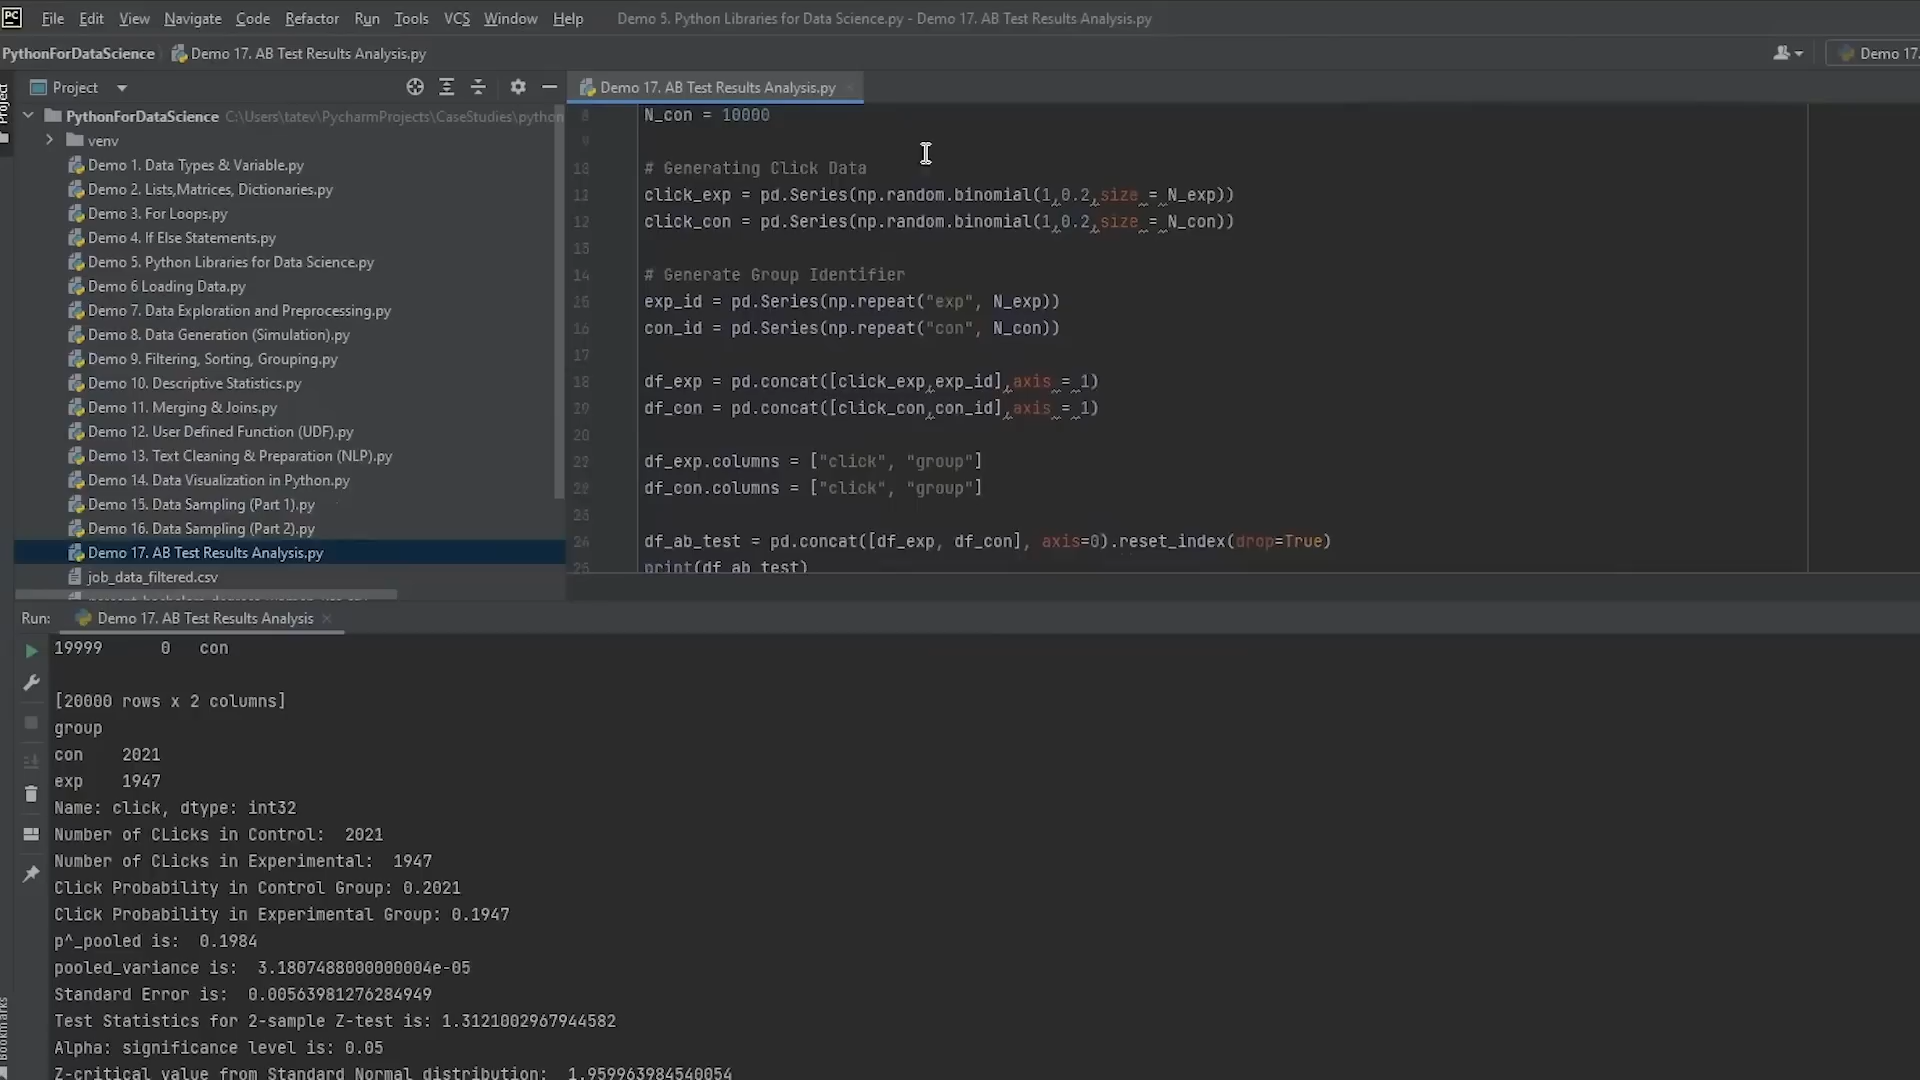 PC File Edit View Navigate Code Refactor Run Tools VCS Window Help Demo 5. Python Libraries for Data Science.py - Demo 17. AB Test Results Analysis.py
PythonForDataScience Demo 17. AB Test Results Analysis.py Demo 17.
Project
Project
Demo 17. AB Test Results Analysis.py
PythonForDataScience C:\Users\tatev\PycharmProjects\CaseStudies\python
venv
Demo 1. Data Types & Variable.py
Demo 2. Lists,Matrices, Dictionaries.py
Demo 3. For Loops.py
Demo 4. If Else Statements.py
Demo 5. Python Libraries for Data Science.py
Demo 6 Loading Data.py
Demo 7. Data Exploration and Preprocessing.py
Demo 8. Data Generation (Simulation).py
Demo 9. Filtering, Sorting, Grouping.py
Demo 10. Descriptive Statistics.py
Demo 11. Merging & Joins.py
Demo 12. User Defined Function (UDF).py
Demo 13. Text Cleaning & Preparation (NLP).py
Demo 14. Data Visualization in Python.py
Demo 15. Data Sampling (Part 1).py
Demo 16. Data Sampling (Part 2).py
Demo 17. AB Test Results Analysis.py
job_data_filtered.csv
N_con = 10000
# Generating Click Data
click_exp = pd.Series(np.random.binomial(1,0.2,size = N_exp))
12 click_con = pd.Series(np.random.binomial(1,0.2,size = N_con))
14 # Generate Group Identifier
exp_id = pd.Series(np.repeat("exp", N_exp))
16 con_id = pd.Series(np.repeat("con", N_con))
17
18 df_exp = pd.concat([click_exp,exp_id],axis = 1)
df_con = pd.concat([click_con,con_id],axis = 1)
20
df_exp.columns = ["click", "group"]
df_con.columns = ["click", "group"]
24 df_ab_test = pd.concat([df_exp, df_con], axis=0).reset_index(drop=True)
25 print(df_ab_test)
Run: Demo 17. AB Test Results Analysis
19999 0 con
[20000 rows x 2 columns]
group
con 2021
exp 1947
Name: click, dtype: int32
Number of CLicks in Control: 2021
Number of CLicks in Experimental: 1947
Click Probability in Control Group: 0.2021
Click Probability in Experimental Group: 0.1947
p^_pooled is: 0.1984
pooled_variance is: 3.1807488000000004e-05
Standard Error is: 0.00563981276284949
Test Statistics for 2-sample Z-test is: 1.3121002967944582
Alpha: significance level is: 0.05
Z-critical value from Standard Normal distribution: 1.959963984540054
Bookmarks